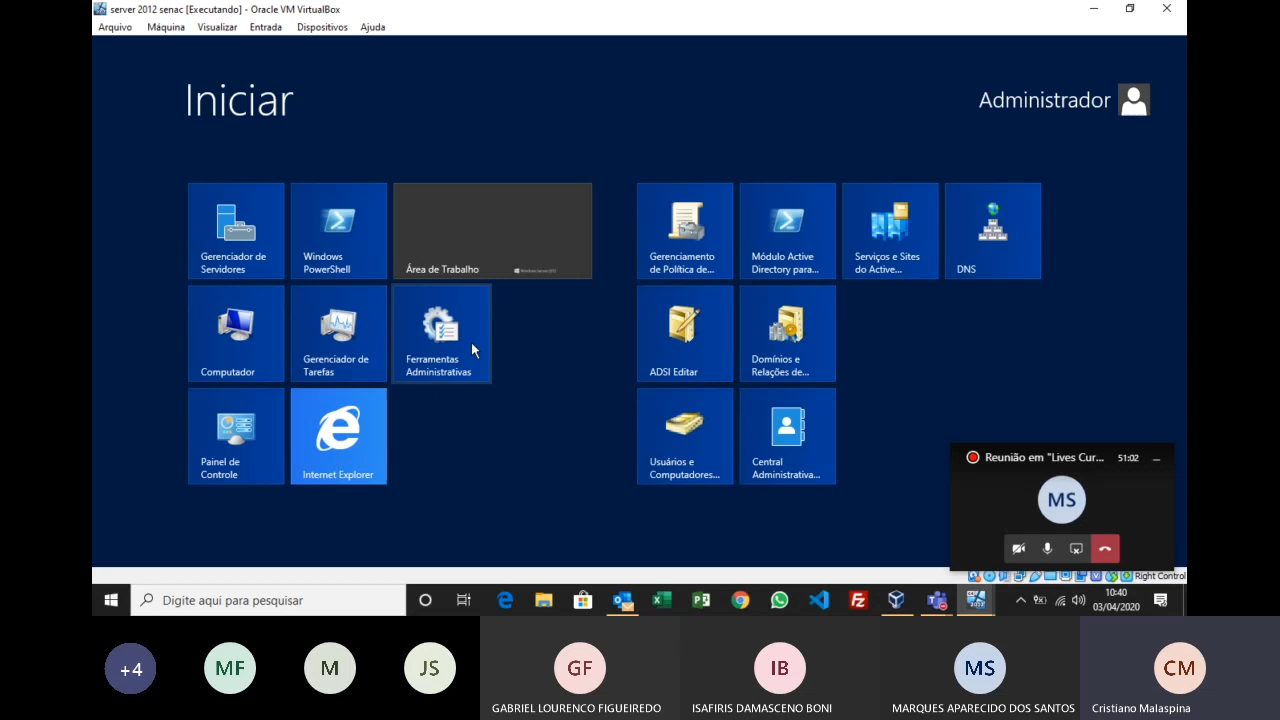 server 2012 senac [Executando] - Oracle VM VirtualBox
Arquivo Máquina Visualizar Entrada Dispositivos Ajuda
Iniciar
Administrador
Gerenciador de
Servidores
Windows
PowerShell
Área de Trabalho
Gerenciamento
de Política de...
Módulo Active
Directory para...
Serviços e Sites
do Active...
DNS
Computador
Gerenciador de
Tarefas
Ferramentas
Administrativas
ADSI Editar
Domínios e
Relações de...
Painel de
Controle
Internet Explorer
Usuários e
Computadores...
Central
Administrativa...
Reunião em "Lives Cur... 51:02
MS
Right Control
Digite aqui para pesquisar
10:40
03/04/2020
+4
MF
M
JS
GF
IB
MS
CM
GABRIEL LOURENCO FIGUEIREDO
ISAFIRIS DAMASCENO BONI
MARQUES APARECIDO DOS SANTOS
Cristiano Malaspina